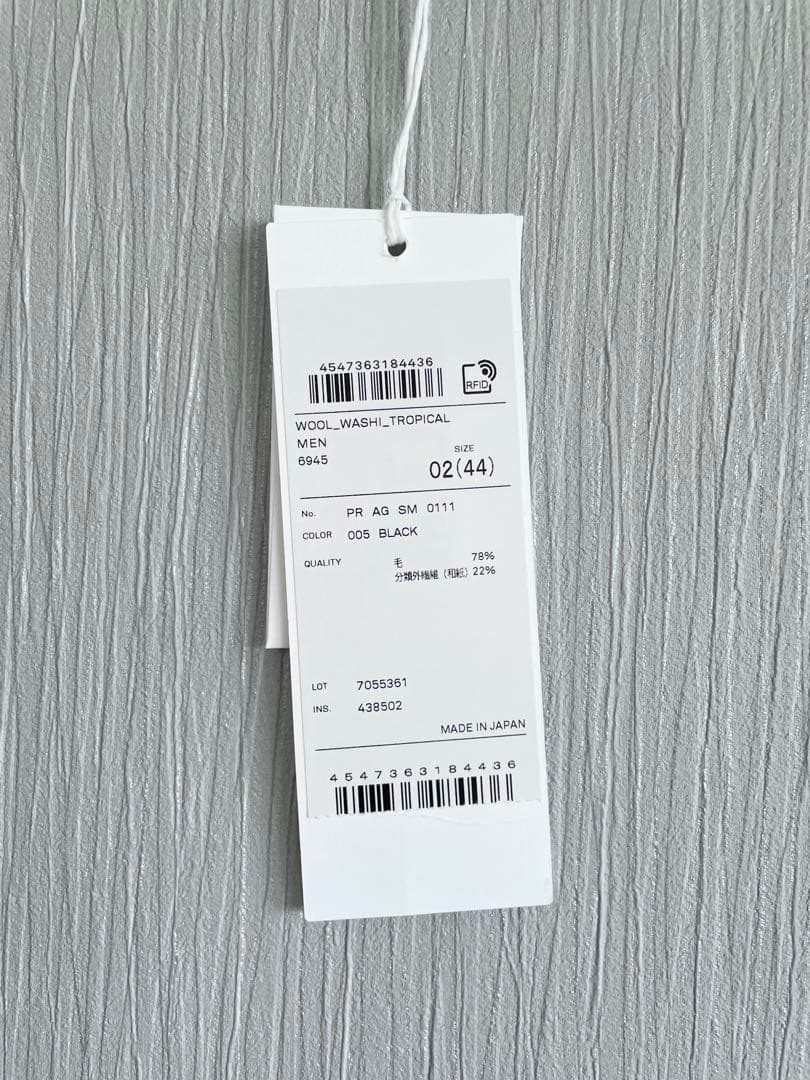 4547363184436
RFID
WOOL_WASHI_TROPICAL
MEN
6945
SIZE
02(44)
No. PR AG SM 0111
COLOR 005 BLACK
QUALITY 毛 78%
分類外繊維（和紙）22%
LOT 7055361
INS. 438502
MADE IN JAPAN
4547363184436